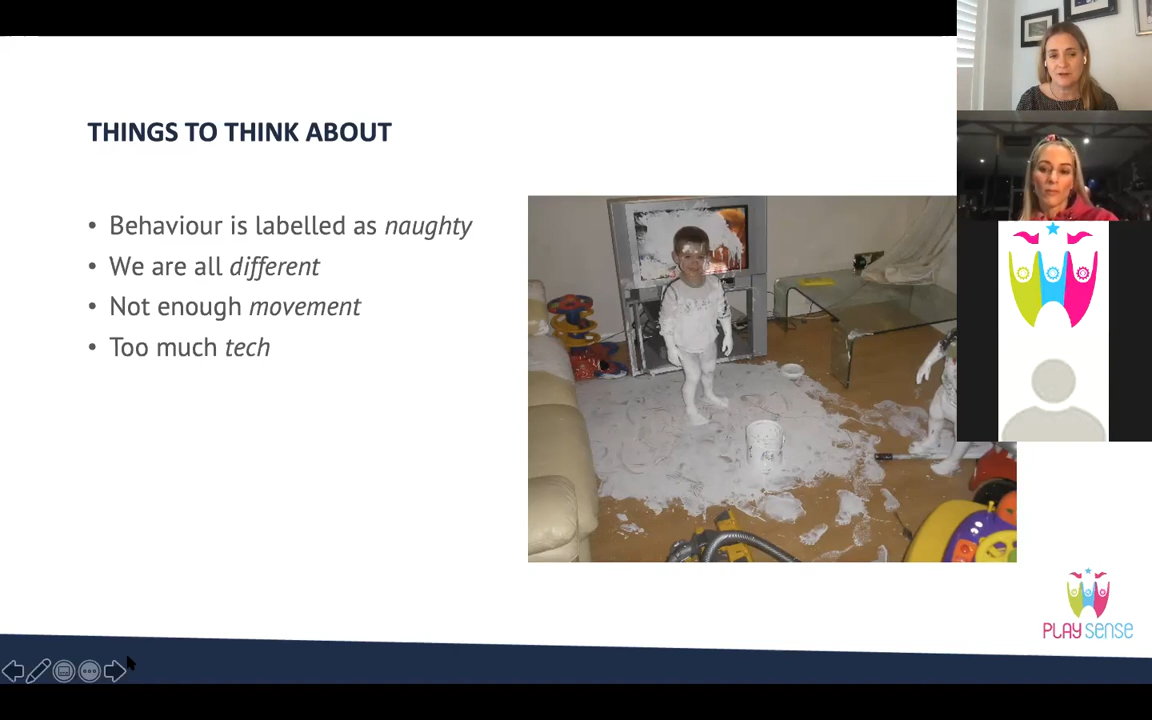 THINGS TO THINK ABOUT
• Behaviour is labelled as naughty
• We are all different
• Not enough movement
• Too much tech
PLAY SENSE